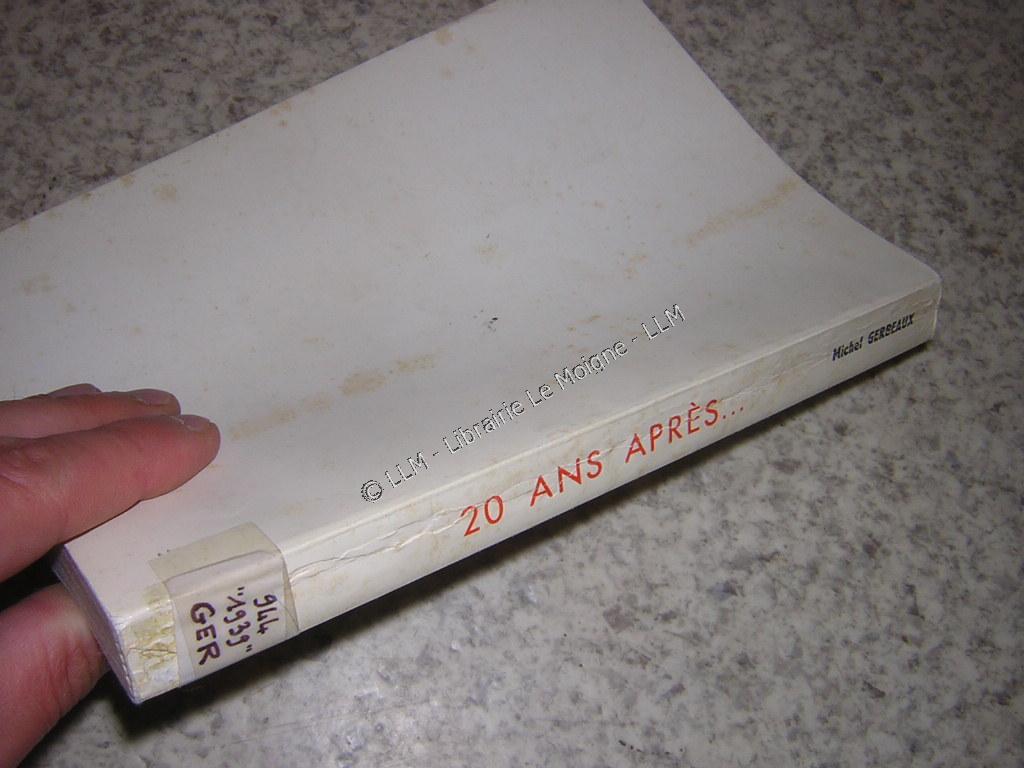 Michel GERBEAUX
20 ANS APRÈS...
© LLM - Librairie Le Moigne - LLM
944
"1939"
GER